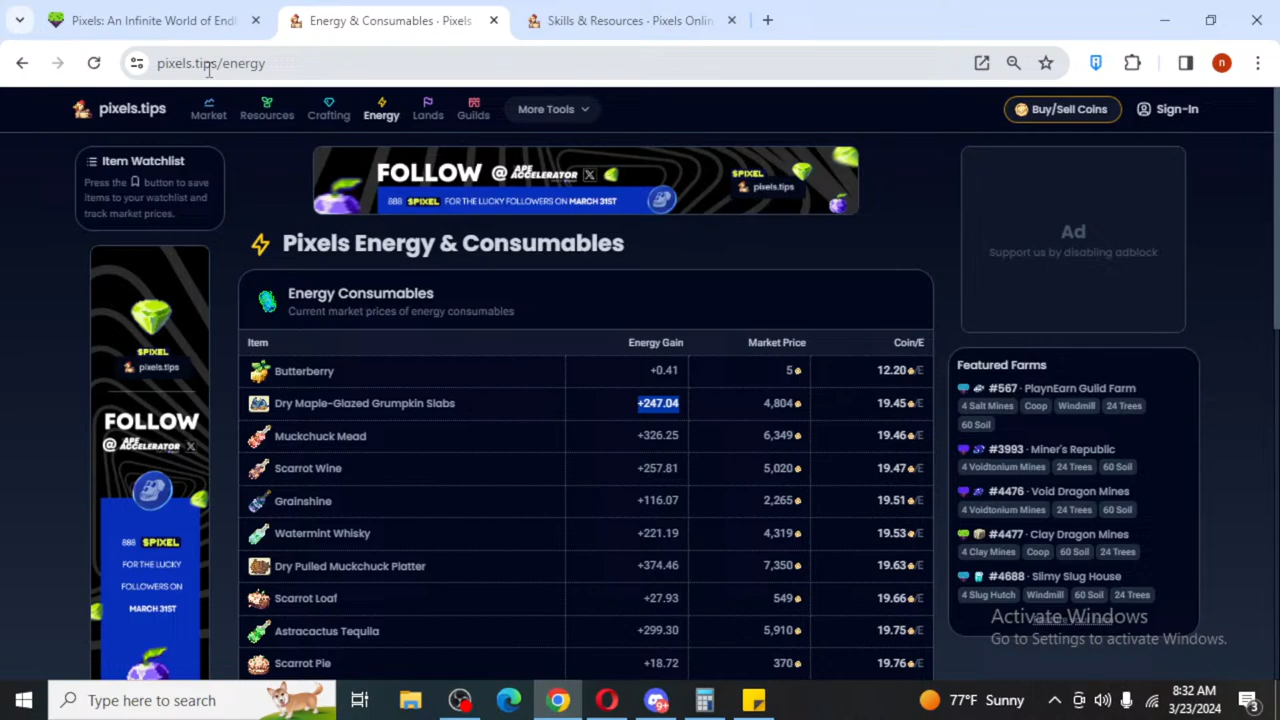 Pixels: An Infinite World of Endl
Energy & Consumables · Pixels
Skills & Resources - Pixels Onlin
pixels.tips/energy
n
pixels.tips
Market
Resources
Crafting
Energy
Lands
Guilds
More Tools
Buy/Sell Coins
Sign-In
Item Watchlist
Press the button to save
items to your watchlist and
track market prices.
FOLLOW @ APE ACCELERATOR X
888 $PIXEL FOR THE LUCKY FOLLOWERS ON MARCH 31ST
$PIXEL
pixels.tips
Ad
Support us by disabling adblock
Pixels Energy & Consumables
Energy Consumables
Current market prices of energy consumables
Item Energy Gain Market Price Coin/E
Butterberry +0.41 5 12.20/E
Dry Maple-Glazed Grumpkin Slabs +247.04 4,804 19.45/E
Muckchuck Mead +326.25 6,349 19.46/E
Scarrot Wine +257.81 5,020 19.47/E
Grainshine +116.07 2,265 19.51/E
Watermint Whisky +221.19 4,319 19.53/E
Dry Pulled Muckchuck Platter +374.46 7,350 19.63/E
Scarrot Loaf +27.93 549 19.66/E
Astracactus Tequila +299.30 5,910 19.75/E
Scarrot Pie +18.72 370 19.76/E
$PIXEL
pixels.tips
FOLLOW
@ APE ACCELERATOR X
888 $PIXEL
FOR THE LUCKY
FOLLOWERS ON
MARCH 31ST
Featured Farms
#567 · PlaynEarn Guild Farm
4 Salt Mines Coop Windmill 24 Trees
60 Soil
#3993 · Miner's Republic
4 Voidtonium Mines 24 Trees 60 Soil
#4476 · Void Dragon Mines
4 Voidtonium Mines 24 Trees 60 Soil
#4477 · Clay Dragon Mines
4 Clay Mines Coop 60 Soil 24 Trees
#4688 · Slimy Slug House
4 Slug Hutch Windmill 60 Soil 24 Trees
Activate Windows
Go to Settings to activate Windows.
Type here to search
9+
77°F Sunny
8:32 AM
3/23/2024
3